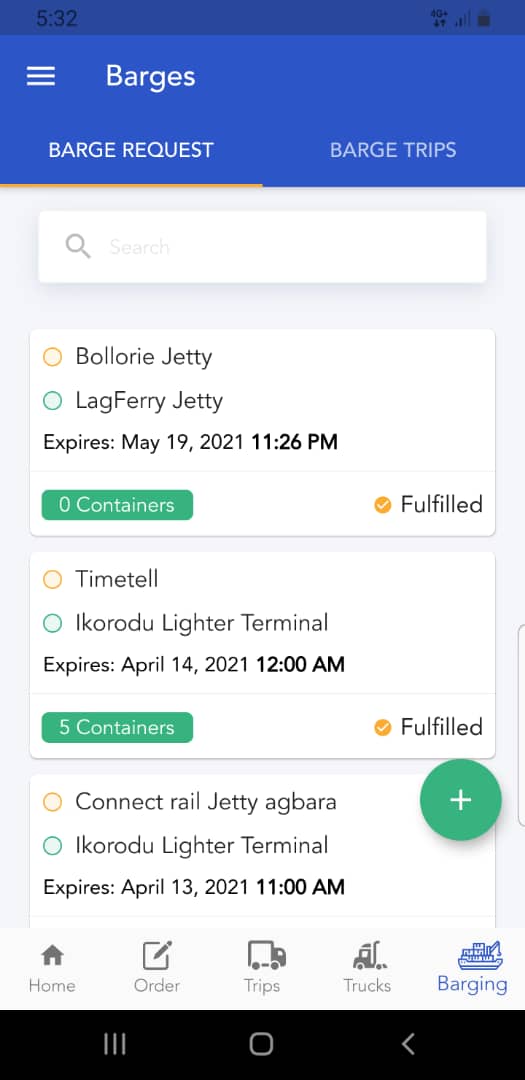 5:32
4G+
Barges
BARGE REQUEST
BARGE TRIPS
Search
Bollorie Jetty
LagFerry Jetty
Expires: May 19, 2021 11:26 PM
0 Containers
Fulfilled
Timetell
Ikorodu Lighter Terminal
Expires: April 14, 2021 12:00 AM
5 Containers
Fulfilled
Connect rail Jetty agbara
+
Ikorodu Lighter Terminal
Expires: April 13, 2021 11:00 AM
Home
Order
Trips
Trucks
Barging